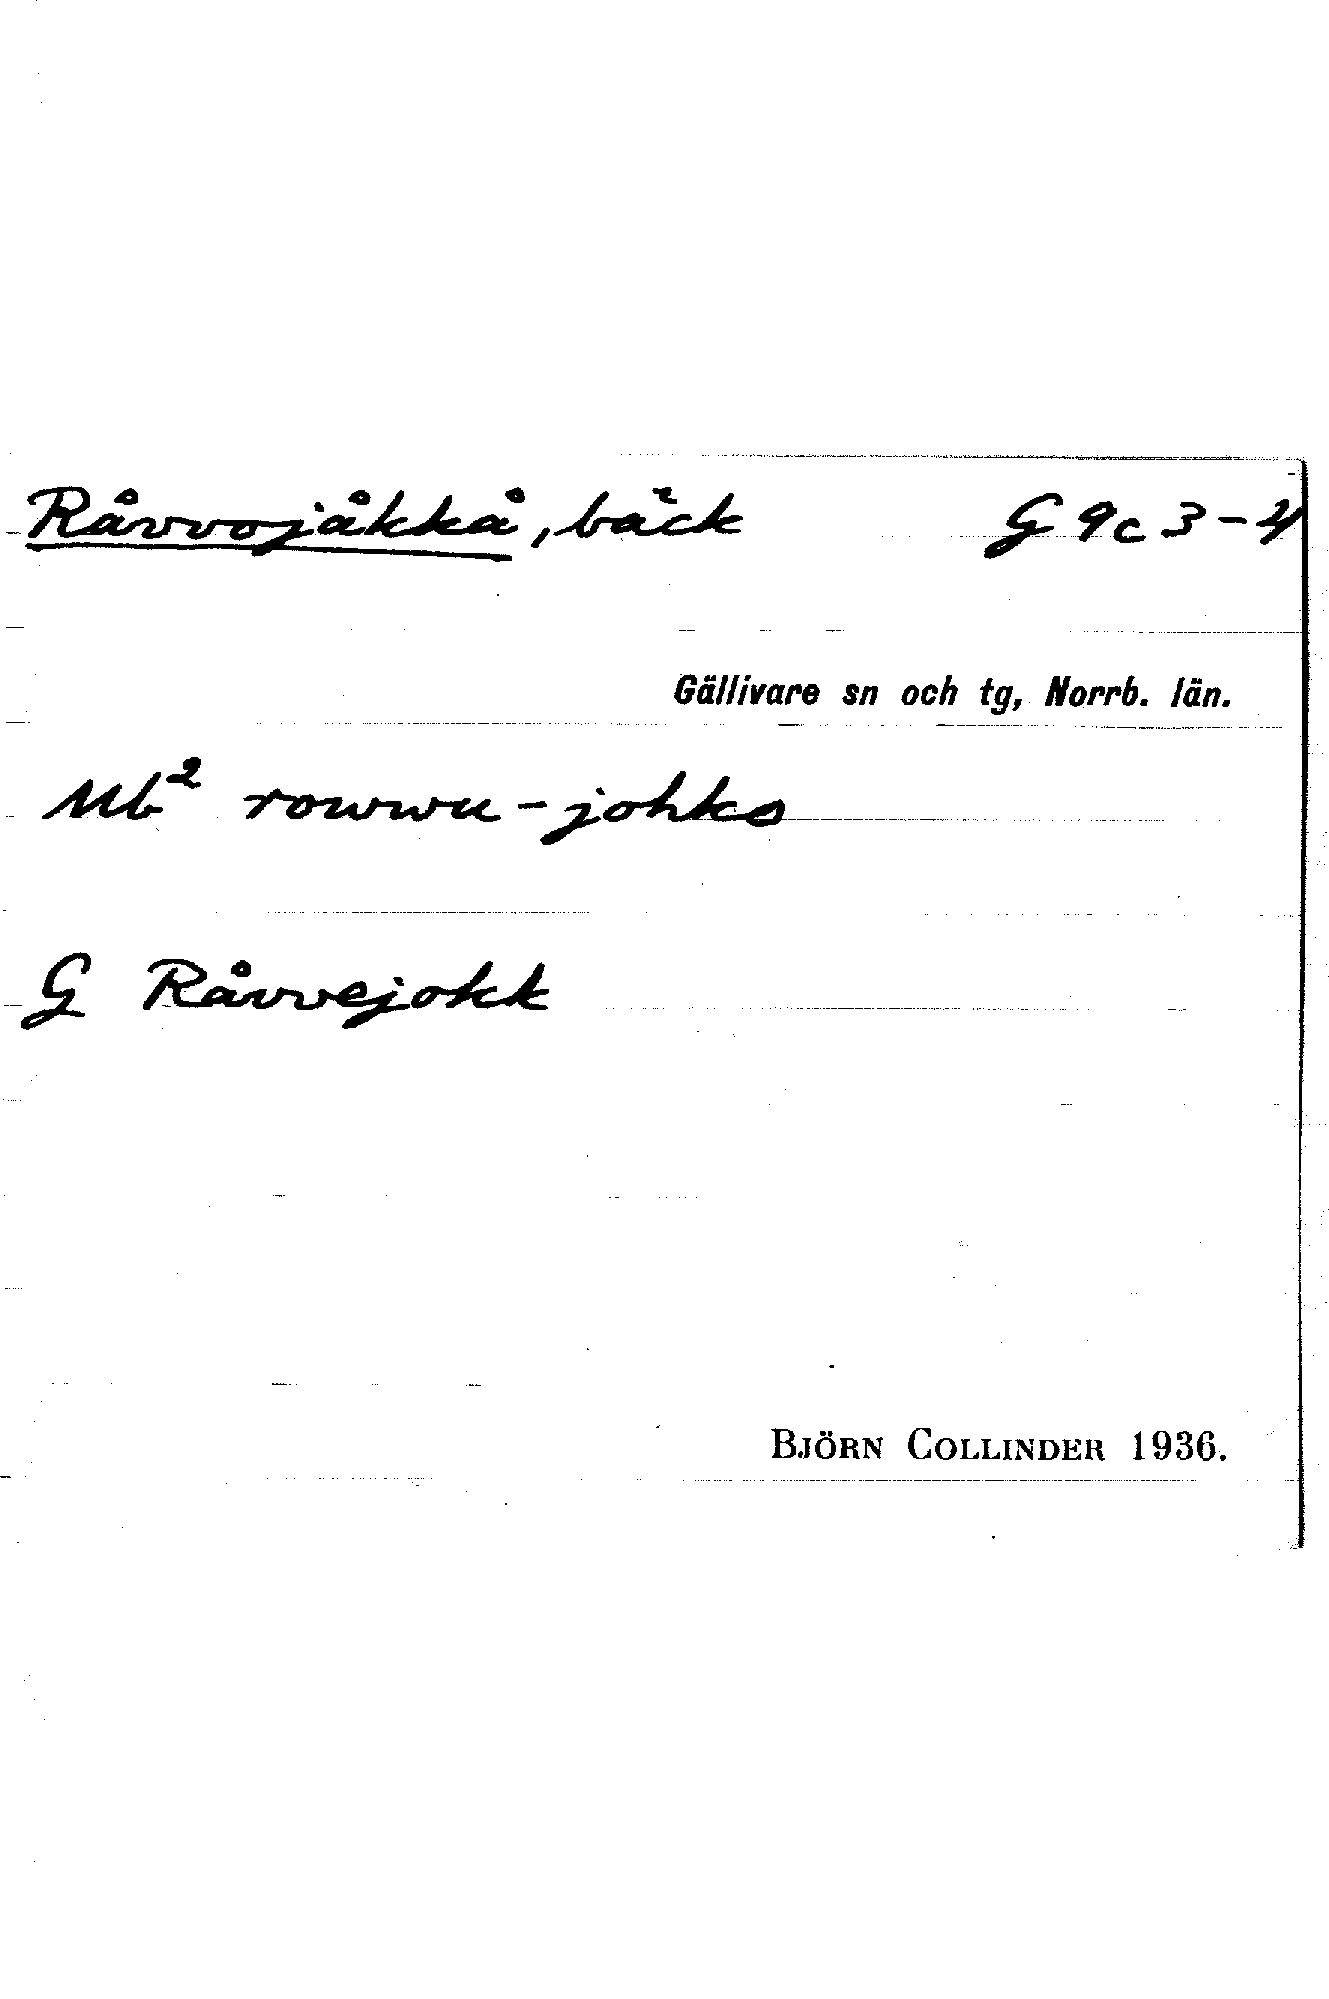 Råvvojåkkå, bäck G 9c 3-4
Gällivare sn och tg, Norrb. län.
Mb² rowwu-johko
G Råvvejokk
BJÖRN COLLINDER 1936.